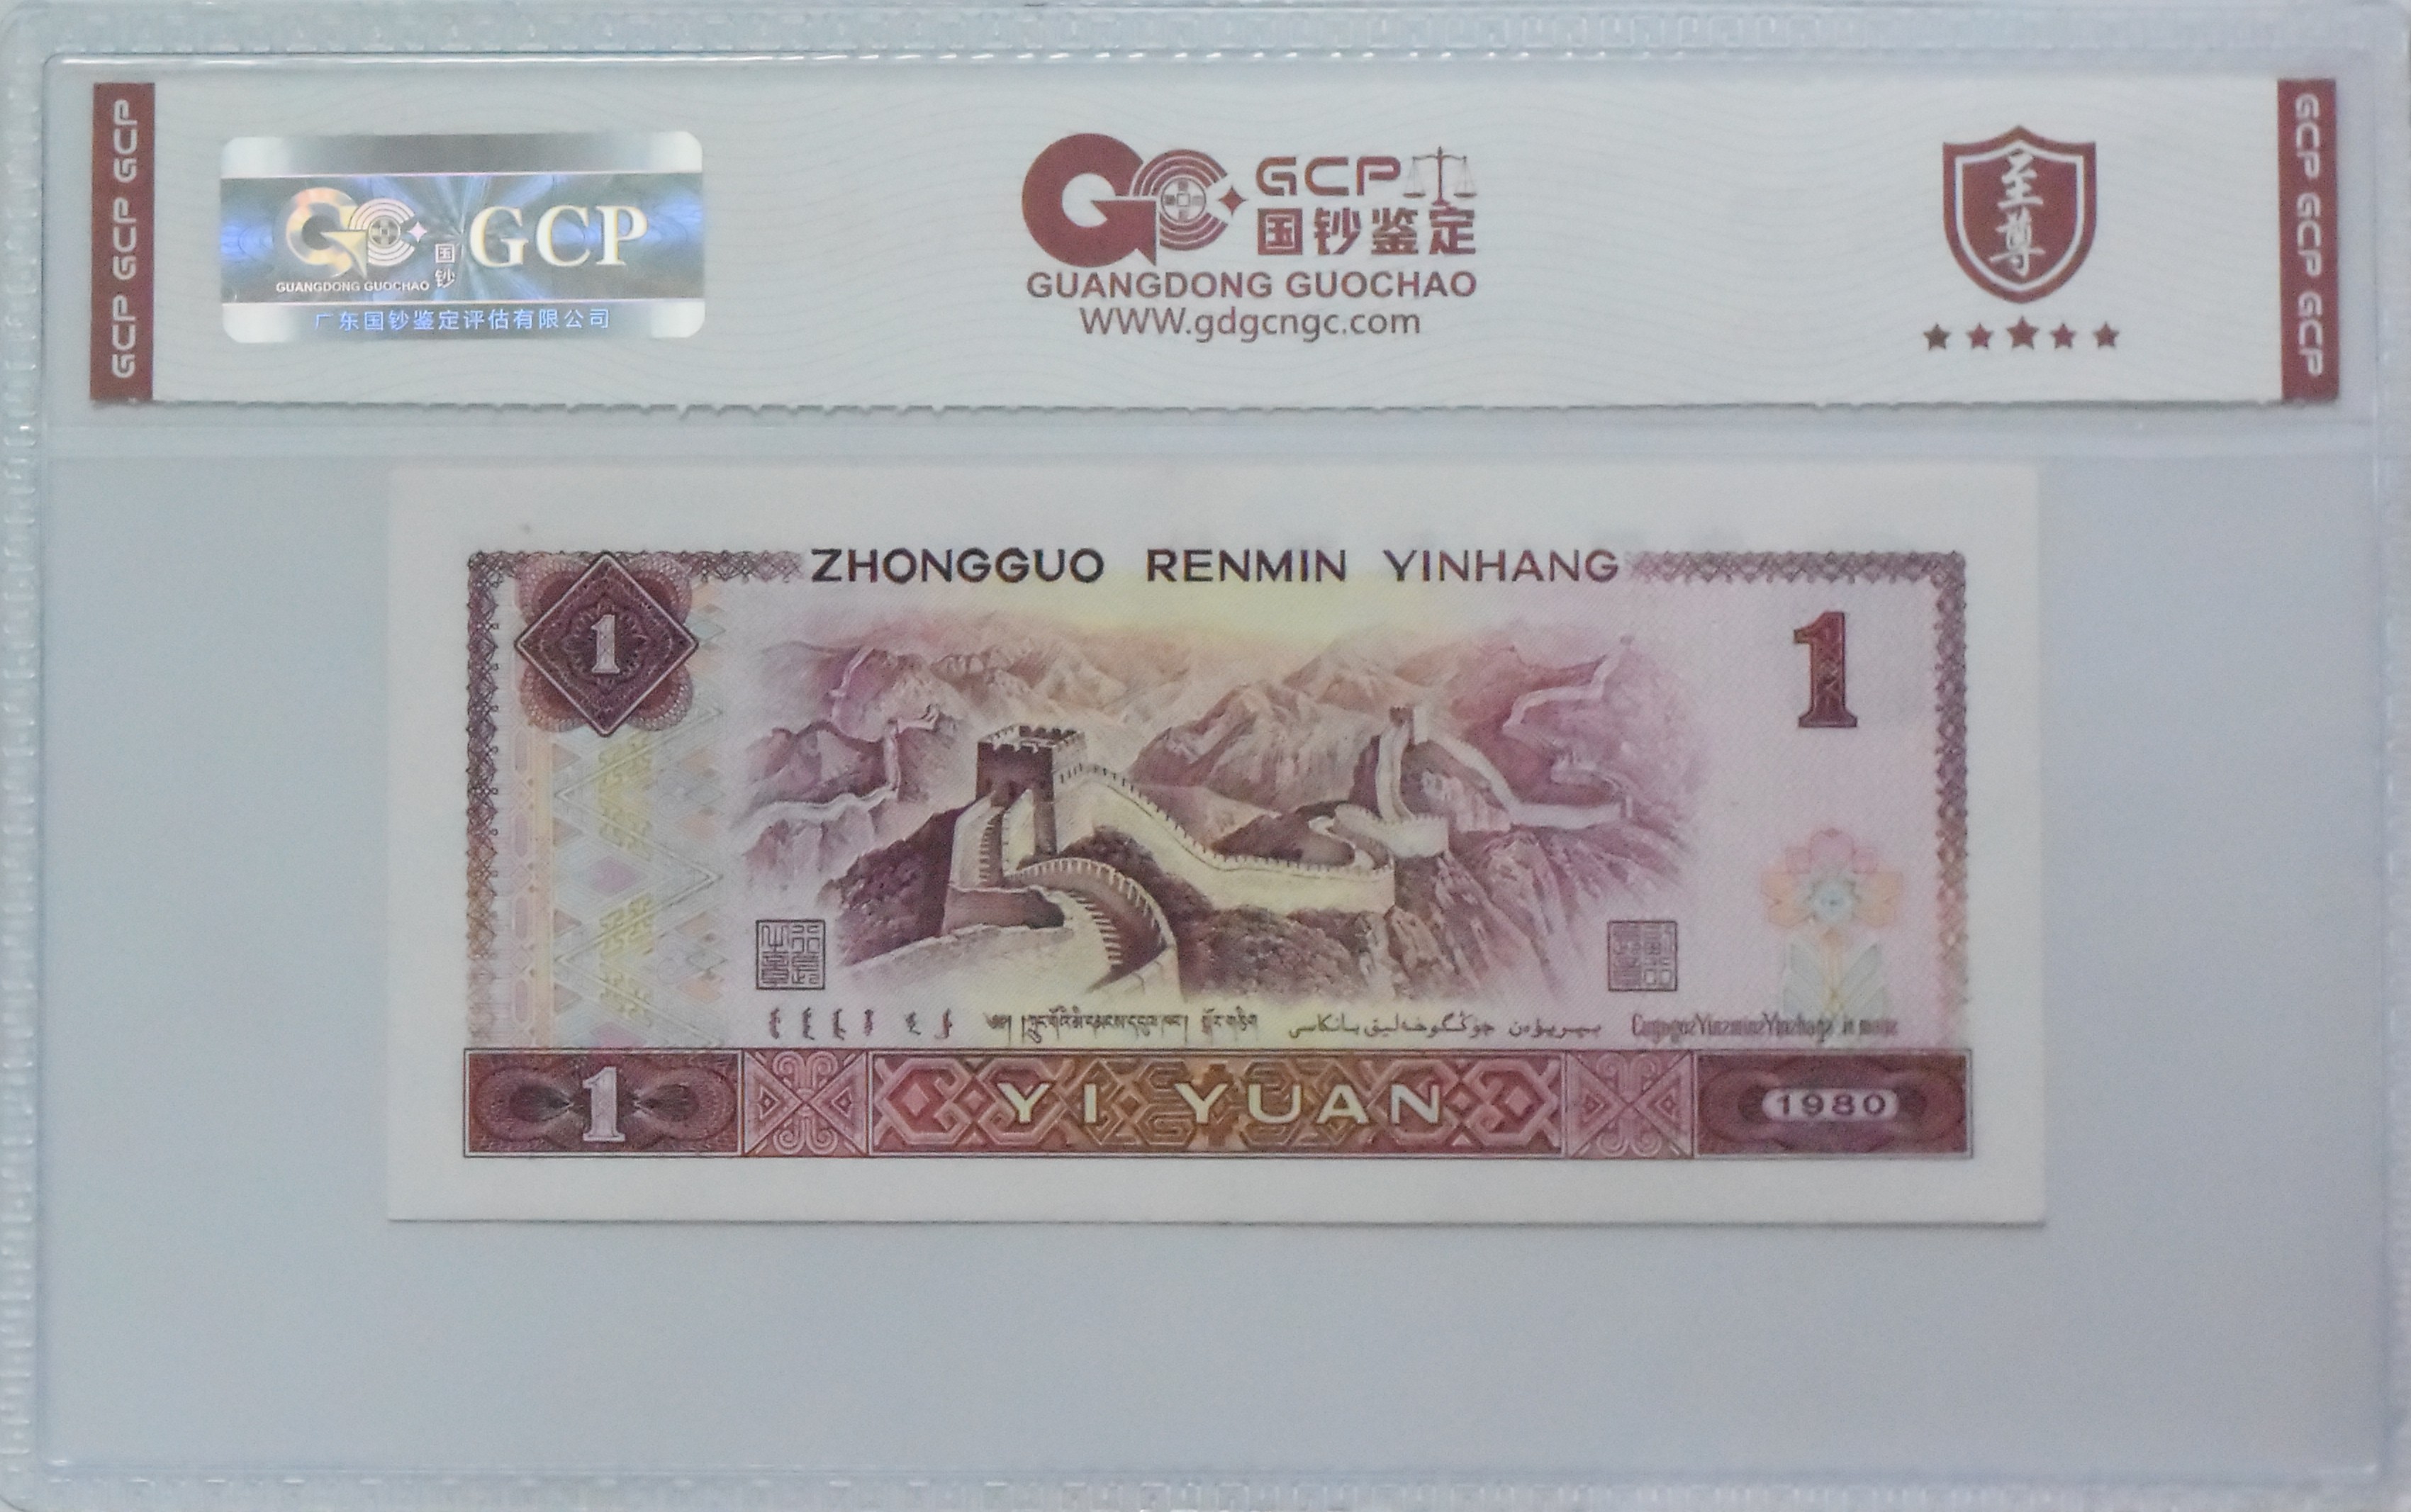 GCP GCP GCP
GCP
国钞
GUANGDONG GUOCHAO
广东国钞鉴定评估有限公司
GCP
国钞鉴定
GUANGDONG GUOCHAO
WWW.gdgcngc.com
至尊
GCP GCP GCP
ZHONGGUO RENMIN YINHANG
1
1
1
YI YUAN
1980